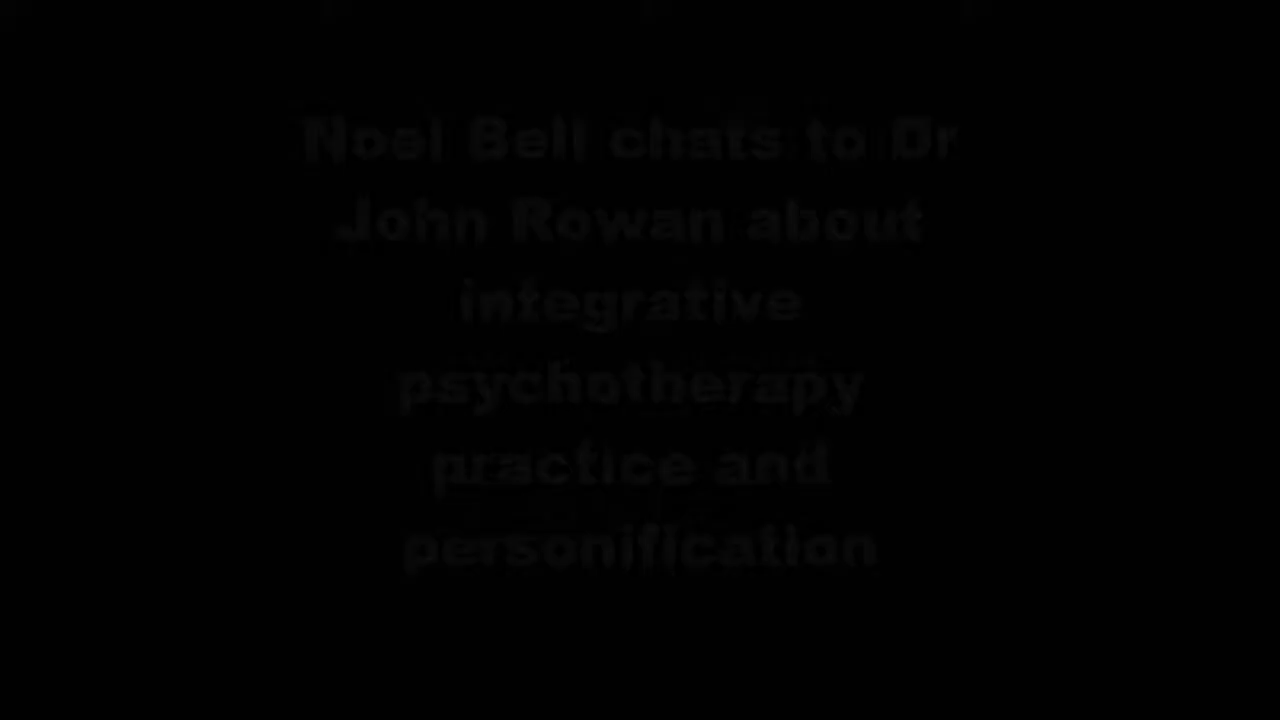 Noel Bell chats to Dr
John Rowan about
integrative
psychotherapy
practice and
personification